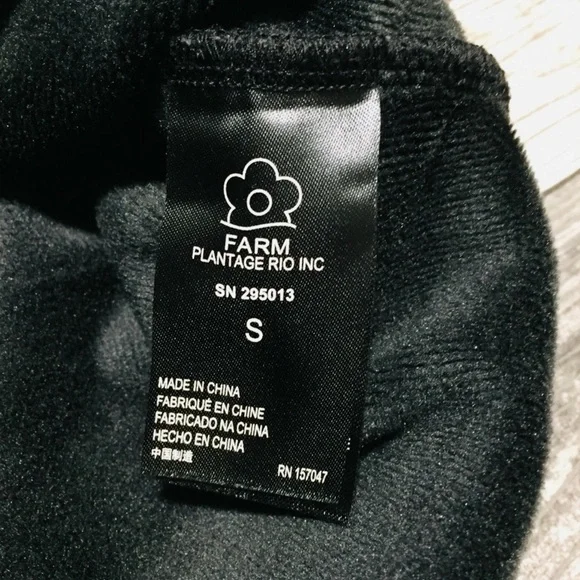 FARM
PLANTAGE RIO INC
SN 295013
S
MADE IN CHINA
FABRIQUÉ EN CHINE
FABRICADO NA CHINA
HECHO EN CHINA
中国制造
RN 157047